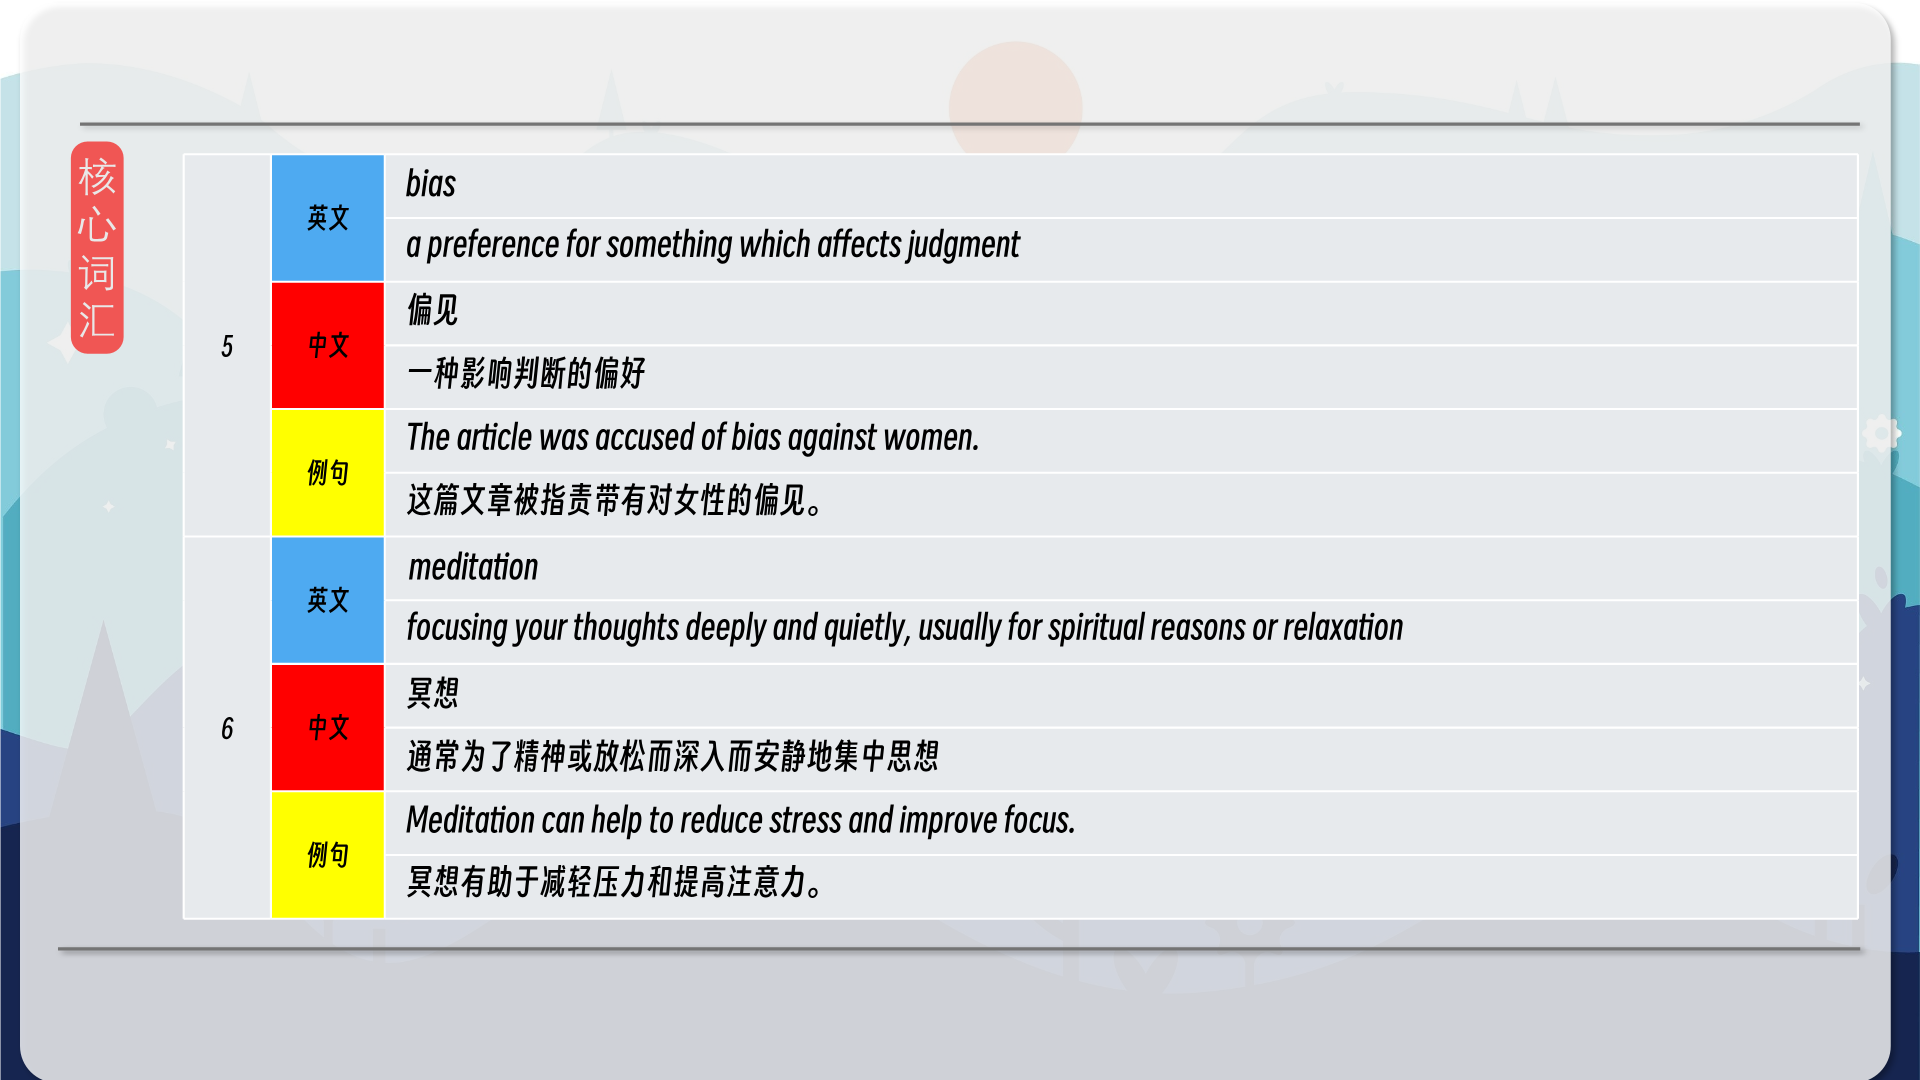 核心词汇
5
英文
bias
a preference for something which affects judgment
中文
偏见
一种影响判断的偏好
例句
The article was accused of bias against women.
这篇文章被指责带有对女性的偏见。
6
英文
meditation
focusing your thoughts deeply and quietly, usually for spiritual reasons or relaxation
中文
冥想
通常为了精神或放松而深入而安静地集中思想
例句
Meditation can help to reduce stress and improve focus.
冥想有助于减轻压力和提高注意力。